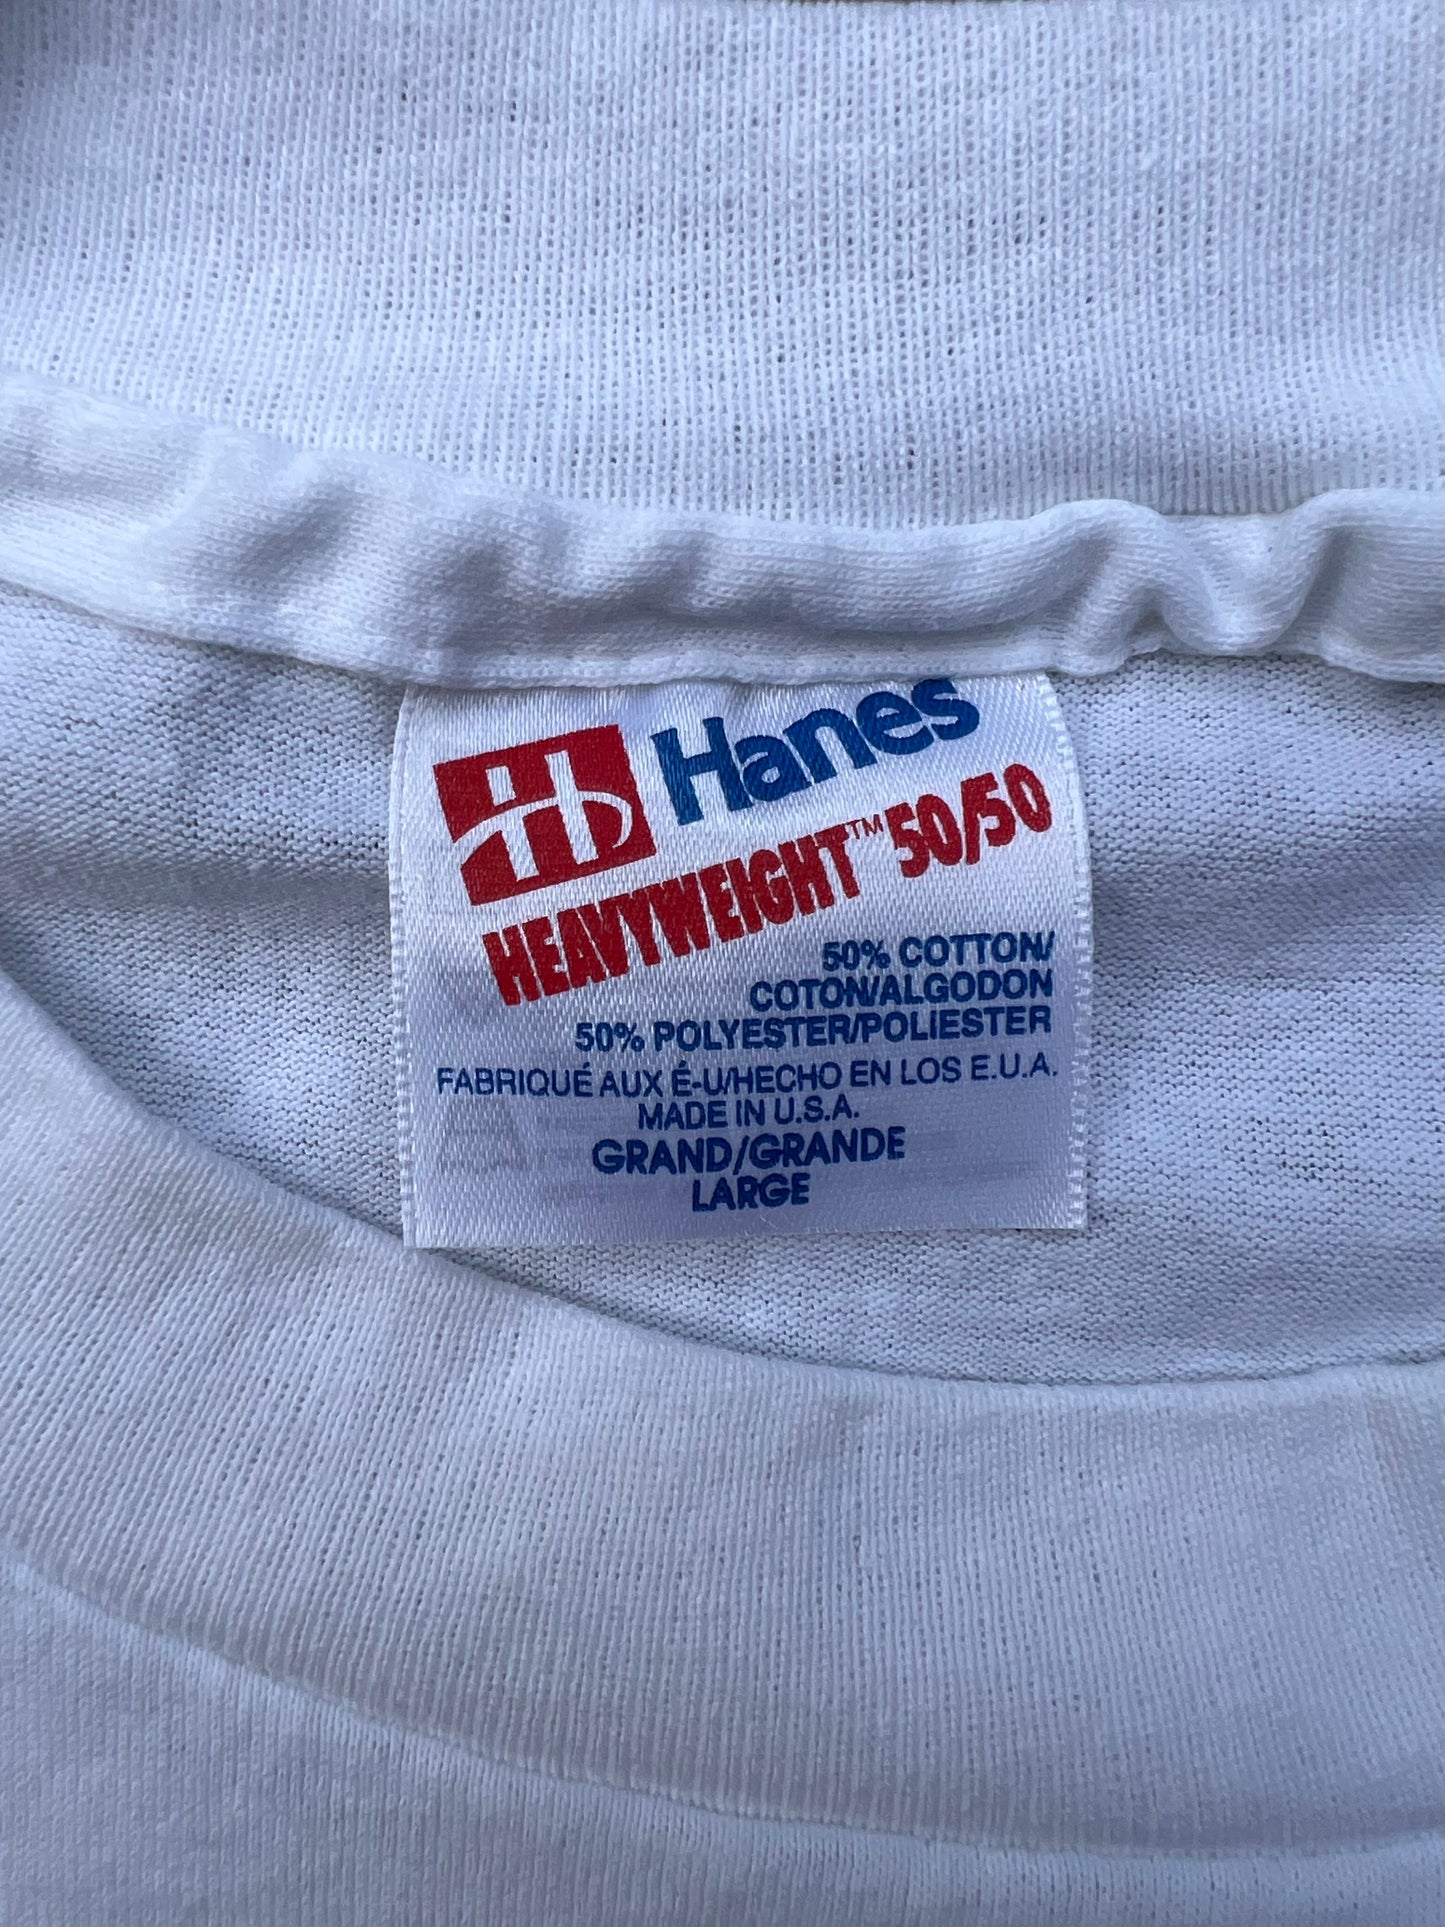 Hanes
HEAVYWEIGHT™ 50/50
50% COTTON/
COTON/ALGODON
50% POLYESTER/POLIESTER
FABRIQUÉ AUX É-U/HECHO EN LOS E.U.A.
MADE IN U.S.A.
GRAND/GRANDE
LARGE